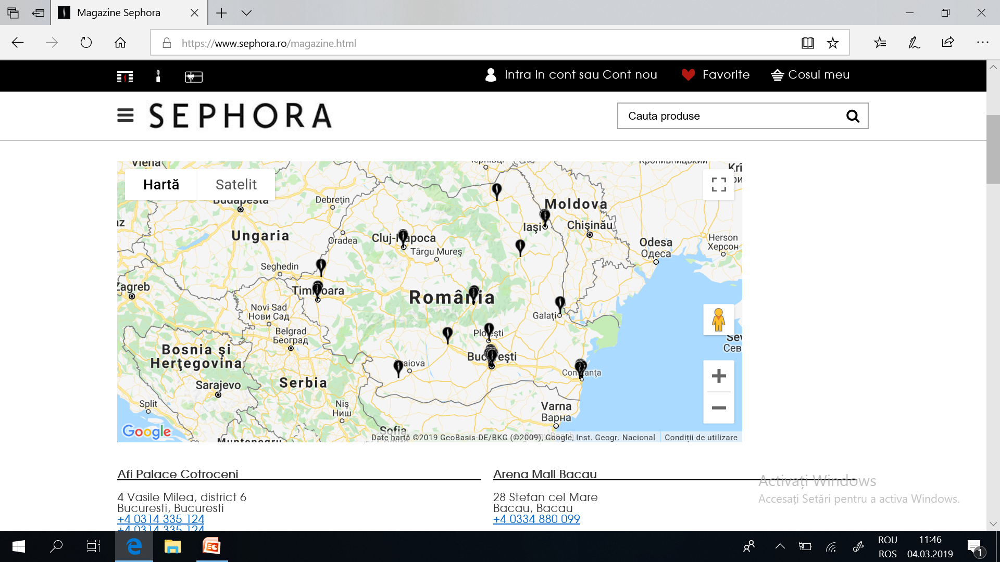 Magazine Sephora
https://www.sephora.ro/magazine.html
Intra in cont sau Cont nou
Favorite
Cosul meu
SEPHORA
Cauta produse
Hartă
Satelit
Viena
Budapesta
Debrețin
Moldova
Iași
Chișinău
Ungaria
Oradea
Târgu Mureș
Odesa
Одеса
Herson
Херсон
Seghedin
Zagreb
România
Novi Sad
Нови Сад
Galați
Belgrad
Београд
București
Bosnia și
Herțegovina
Constanța
Serbia
Sarajevo
Split
Niș
Ниш
Varna
Варна
Sofia
Muntenegru
Google
Date hartă ©2019 GeoBasis-DE/BKG (©2009), Google, Inst. Geogr. Nacional
Condiții de utilizare
Afi Palace Cotroceni
4 Vasile Milea, district 6
Bucuresti, Bucuresti
+4 0314 335 124
+4 0314 335 124
Arena Mall Bacau
28 Stefan cel Mare
Bacau, Bacau
+4 0334 880 099
Activați Windows
Accesați Setări pentru a activa Windows.
ROU
ROS
11:46
04.03.2019
1